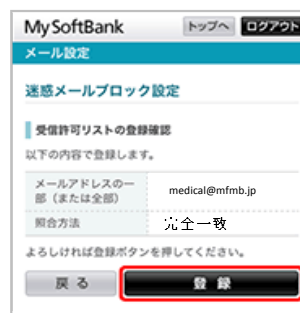 My SoftBank
トップへ
ログアウト
メール設定
迷惑メールブロック設定
受信許可リストの登録確認
以下の内容で登録します。
メールアドレスの一
部（または全部）
medical@mfmb.jp
照合方法
完全一致
よろしければ登録ボタンを押してください。
戻る
登録